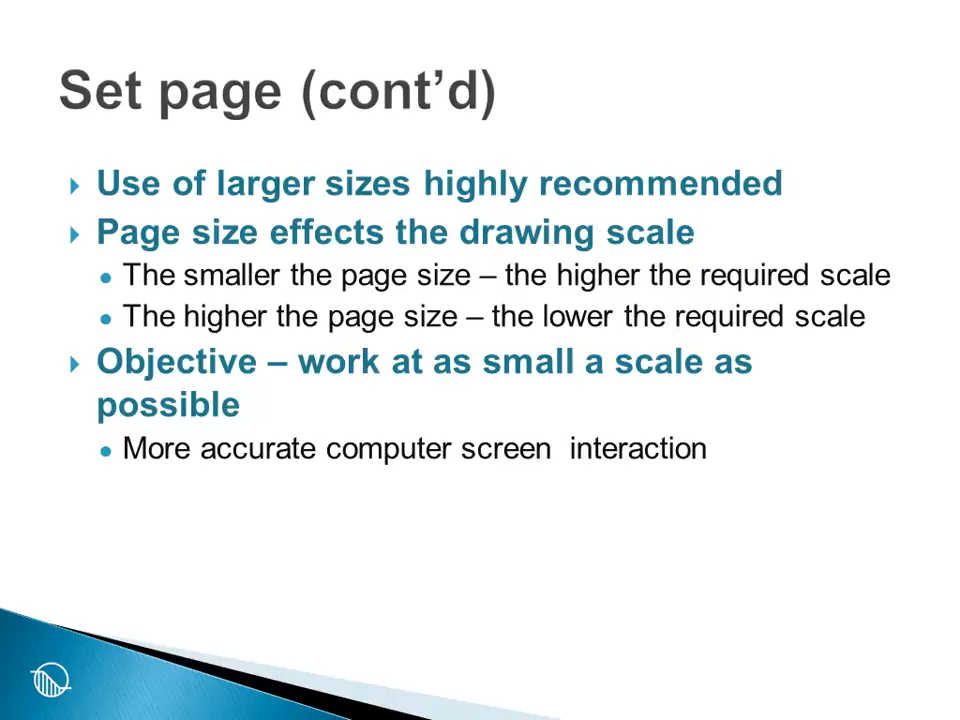 Set page (cont’d)
Use of larger sizes highly recommended
Page size effects the drawing scale
The smaller the page size – the higher the required scale
The higher the page size – the lower the required scale
Objective – work at as small a scale as
possible
More accurate computer screen  interaction